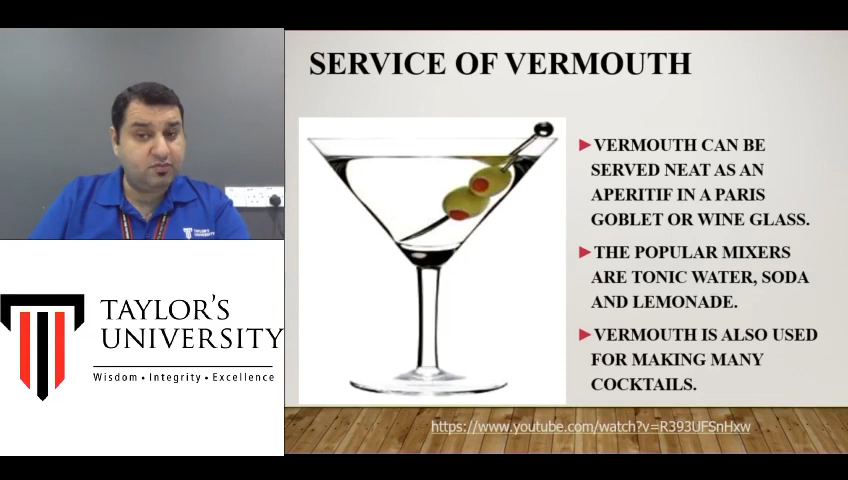 SERVICE OF VERMOUTH
►VERMOUTH CAN BE
SERVED NEAT AS AN
APERITIF IN A PARIS
GOBLET OR WINE GLASS.
►THE POPULAR MIXERS
ARE TONIC WATER, SODA
AND LEMONADE.
►VERMOUTH IS ALSO USED
FOR MAKING MANY
COCKTAILS.
https://www.youtube.com/watch?v=R393UFSnHxw
TAYLOR'S
UNIVERSITY
TAYLOR'S
UNIVERSITY
Wisdom • Integrity • Excellence